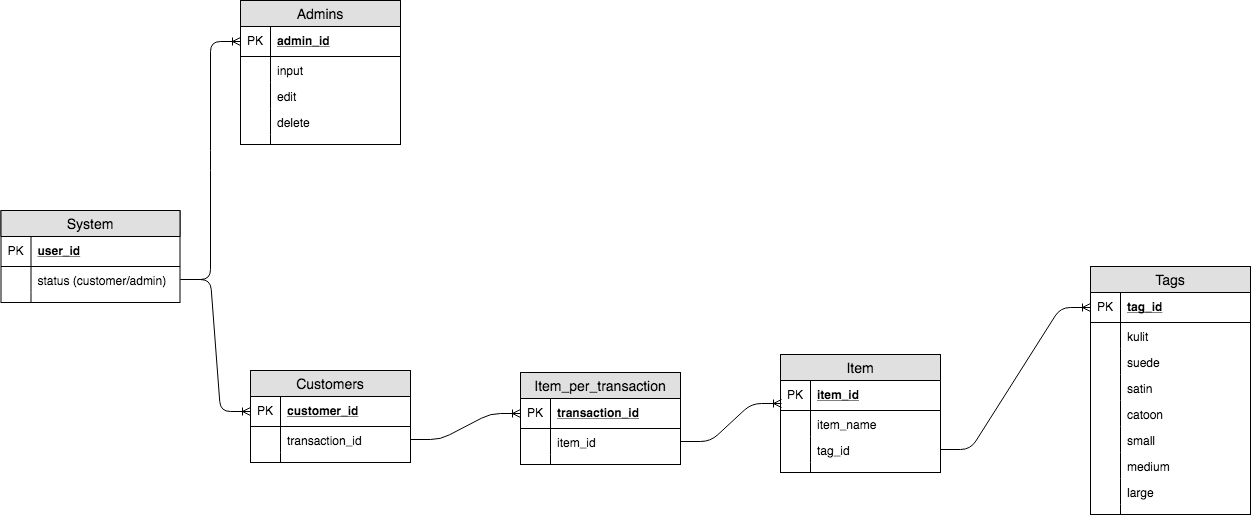 Admins
PK admin_id
input
edit
delete
System
PK user_id
status (customer/admin)
Customers
PK customer_id
transaction_id
Item_per_transaction
PK transaction_id
item_id
Item
PK item_id
item_name
tag_id
Tags
PK tag_id
kulit
suede
satin
catoon
small
medium
large